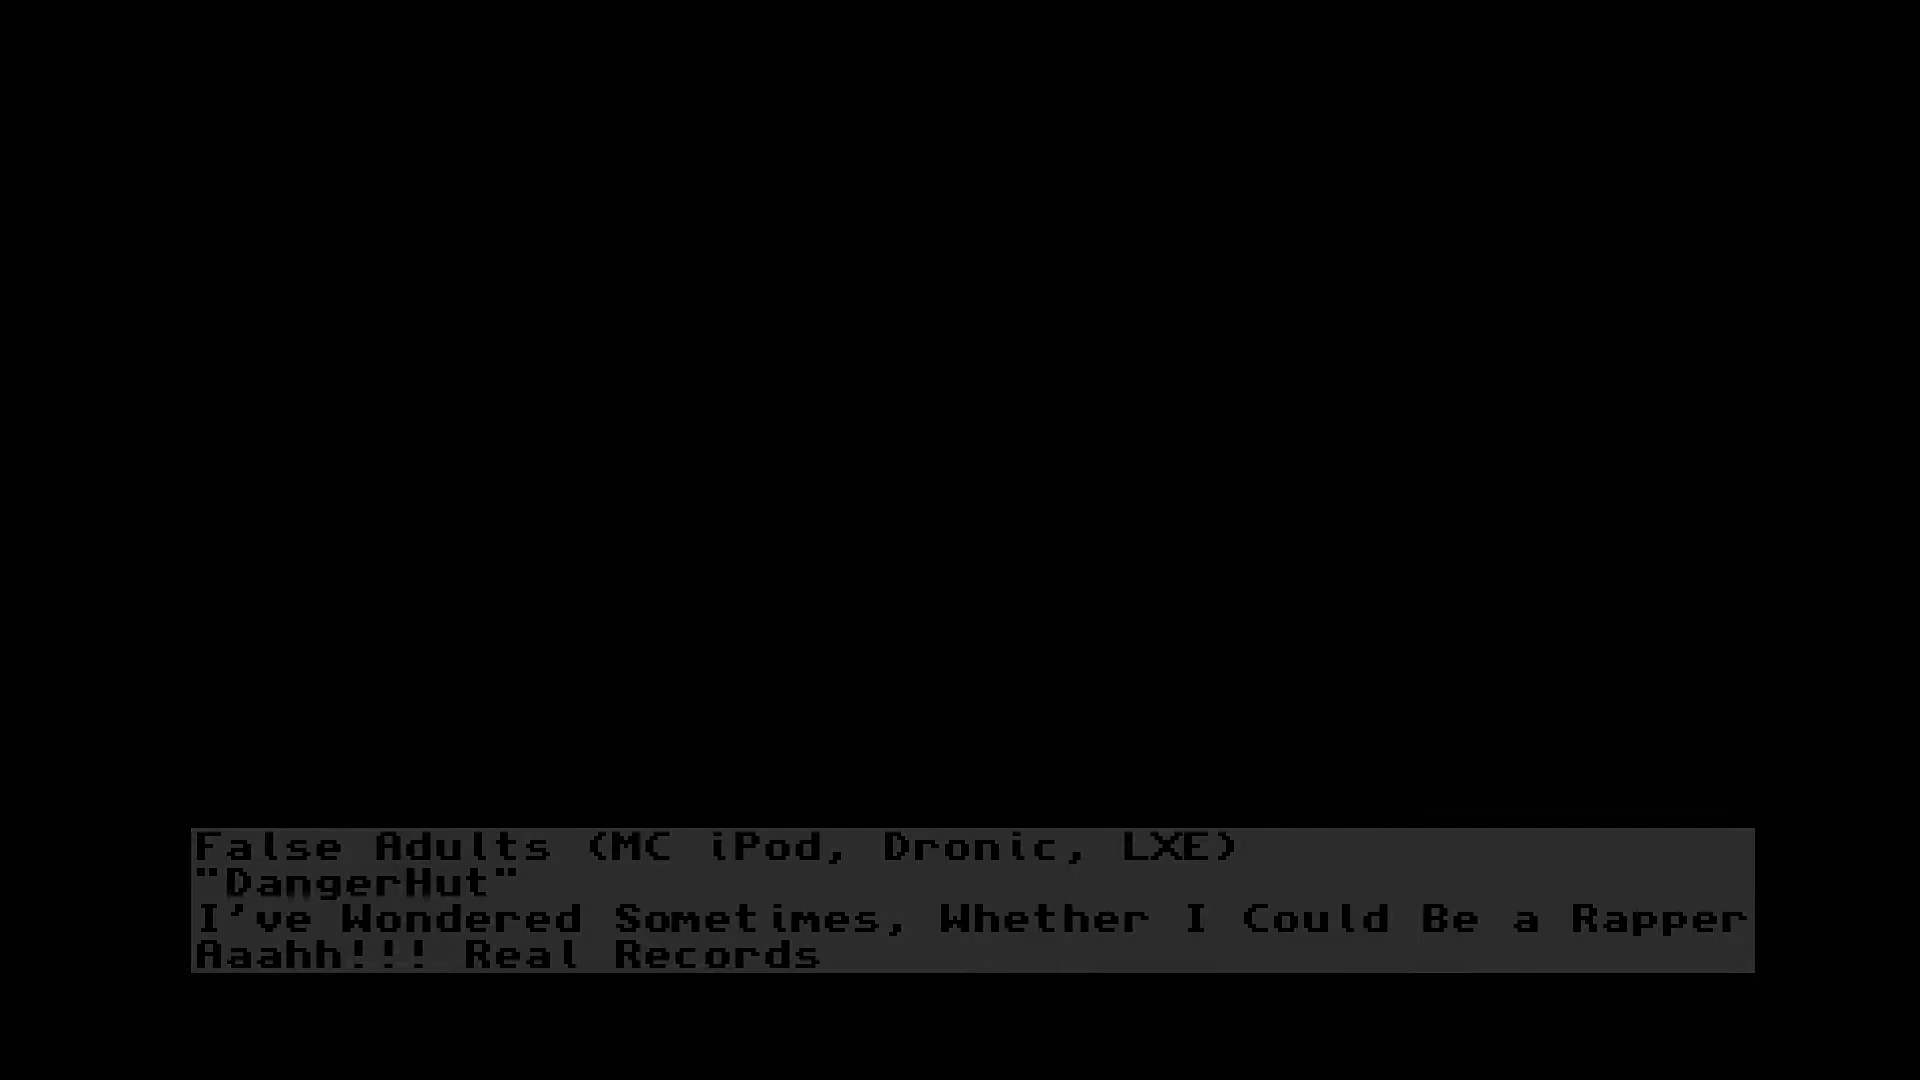 False Adults (MC iPod, Dronic, LXE)
"DangerHut"
I've Wondered Sometimes, Whether I Could Be a Rapper
Aaahh!!! Real Records